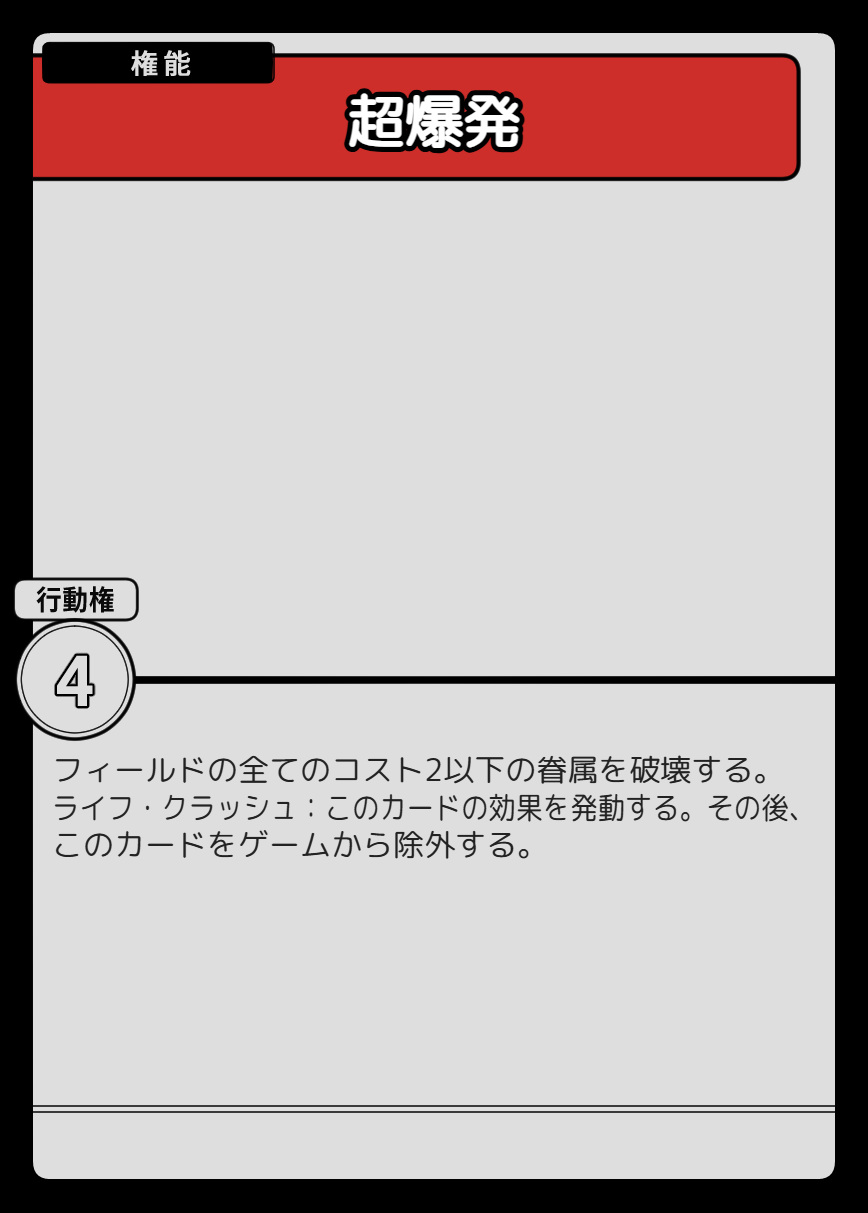 権能
超爆発
行動権
4
フィールドの全てのコスト2以下の眷属を破壊する。
ライフ・クラッシュ：このカードの効果を発動する。その後、
このカードをゲームから除外する。